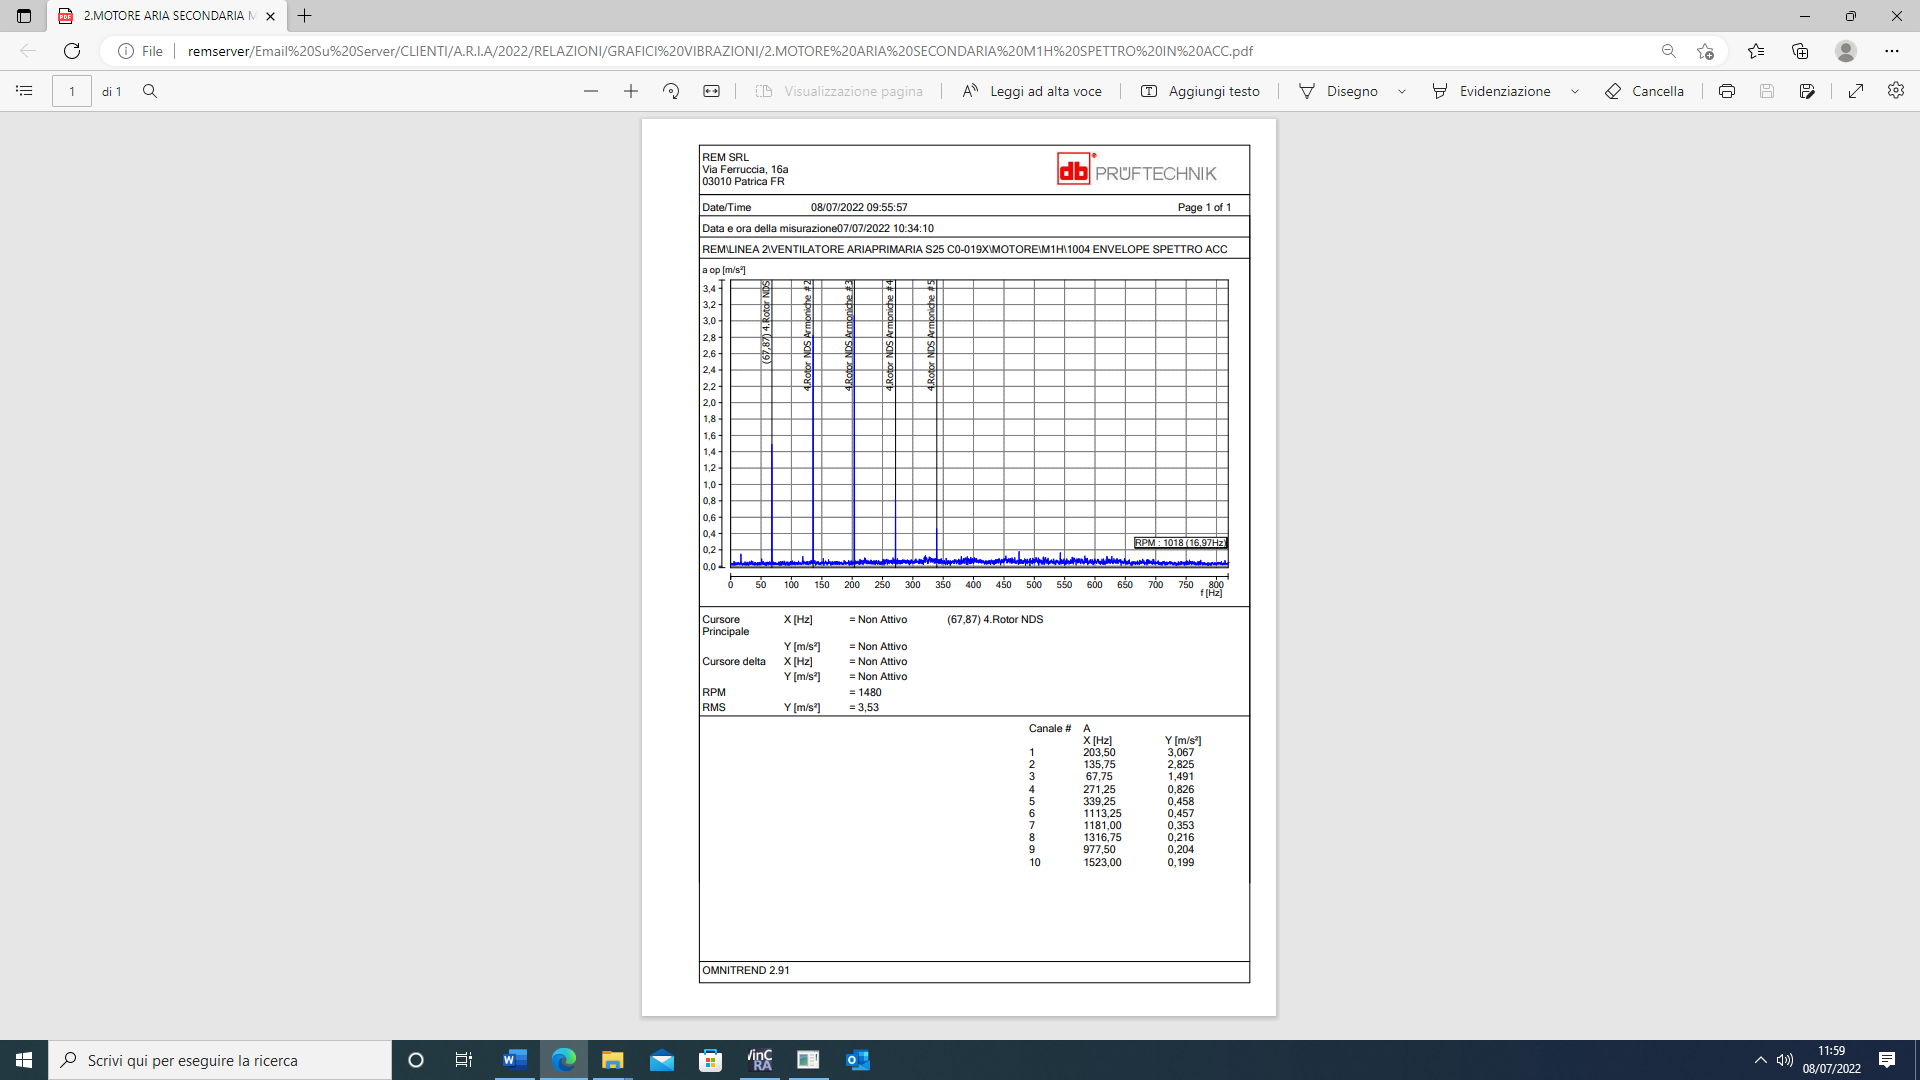 2.MOTORE ARIA SECONDARIA M
File
remserver/Email%20Su%20Server/CLIENTI/A.R.I.A/2022/RELAZIONI/GRAFICI%20VIBRAZIONI/2.MOTORE%20ARIA%20SECONDARIA%20M1H%20SPETTRO%20IN%20ACC.pdf
1 di 1
Visualizzazione pagina
Leggi ad alta voce
Aggiungi testo
Disegno
Evidenziazione
Cancella
REM SRL
Via Ferruccia, 16a
03010 Patrica FR
db® PRÜFTECHNIK
Date/Time 08/07/2022 09:55:57 Page 1 of 1
Data e ora della misurazione07/07/2022 10:34:10
REM\LINEA 2\VENTILATORE ARIAPRIMARIA S25 C0-019X\MOTORE\M1H\1004 ENVELOPE SPETTRO ACC
a op [m/s²]
3,4
3,2
3,0
2,8
2,6
2,4
2,2
2,0
1,8
1,6
1,4
1,2
1,0
0,8
0,6
0,4
0,2
0,0
(67,87) 4.Rotor NDS
4.Rotor NDS Armoniche #2
4.Rotor NDS Armoniche #3
4.Rotor NDS Armoniche #4
4.Rotor NDS Armoniche #5
RPM : 1018 (16,97Hz)
0 50 100 150 200 250 300 350 400 450 500 550 600 650 700 750 800
f [Hz]
Cursore Principale X [Hz] = Non Attivo (67,87) 4.Rotor NDS
Y [m/s²] = Non Attivo
Cursore delta X [Hz] = Non Attivo
Y [m/s²] = Non Attivo
RPM = 1480
RMS Y [m/s²] = 3,53
Canale # A
X [Hz] Y [m/s²]
1 203,50 3,067
2 135,75 2,825
3 67,75 1,491
4 271,25 0,826
5 339,25 0,458
6 1113,25 0,457
7 1181,00 0,353
8 1316,75 0,216
9 977,50 0,204
10 1523,00 0,199
OMNITREND 2.91
Scrivi qui per eseguire la ricerca
11:59
08/07/2022